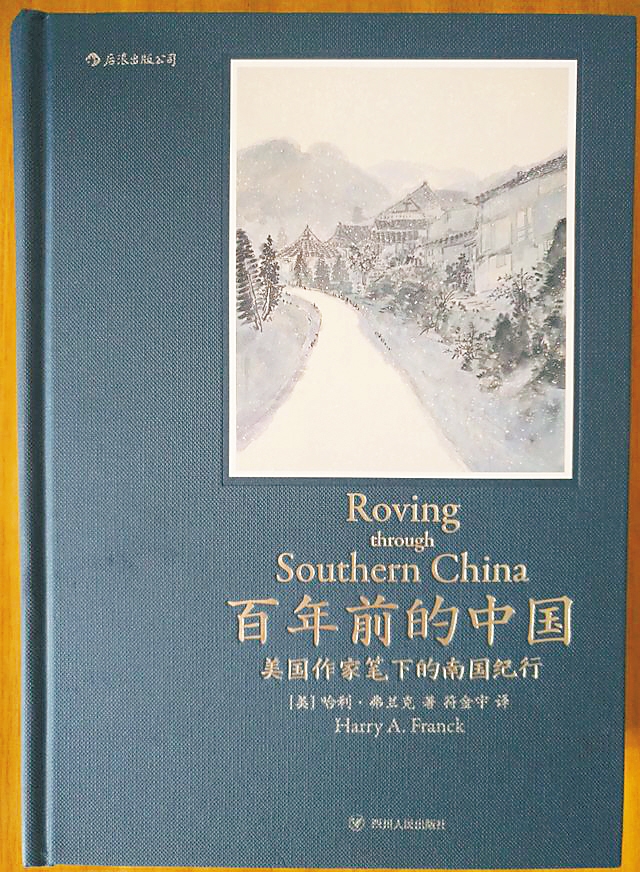 后浪出版公司
Roving
through
Southern China
百年前的中国
美国作家笔下的南国纪行
[美] 哈利·弗兰克 著 符金宇 译
Harry A. Franck
四川人民出版社